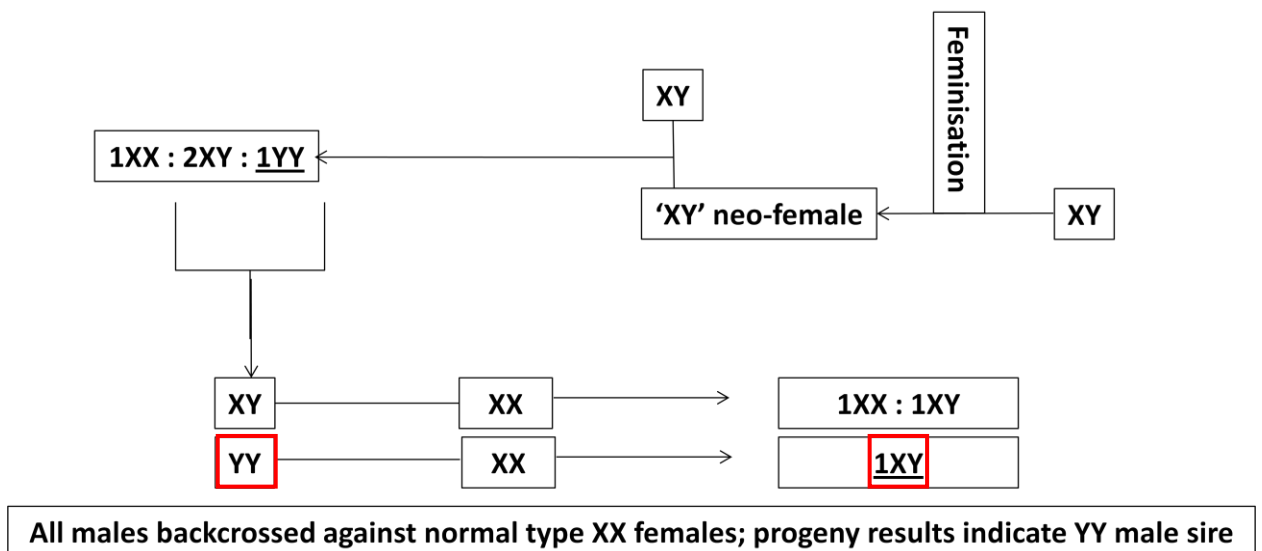 Feminisation
XY
1XX : 2XY : 1YY
‘XY’ neo-female
XY
XY
XX
1XX : 1XY
YY
XX
1XY
All males backcrossed against normal type XX females; progeny results indicate YY male sire